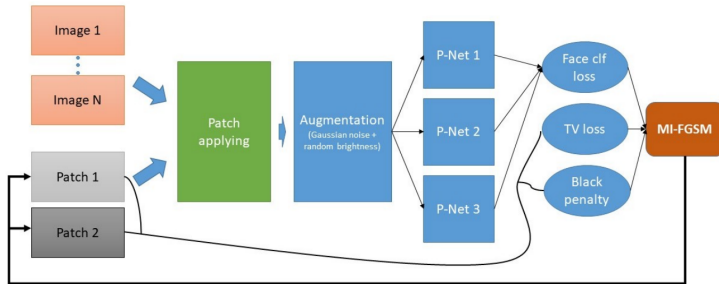 Image 1
Image N
Patch 1
Patch 2
Patch
applying
Augmentation
(Gaussian noise +
random brightness)
P-Net 1
P-Net 2
P-Net 3
Face clf
loss
TV loss
Black
penalty
MI-FGSM